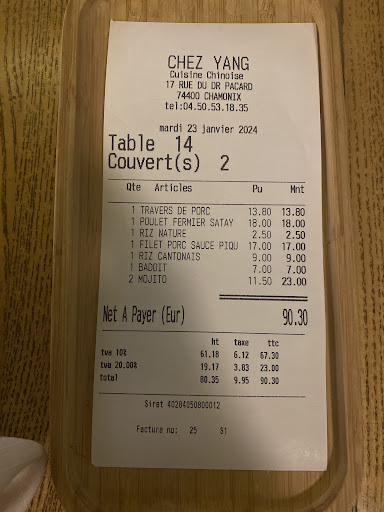 CHEZ YANG
Cuisine Chinoise
17 RUE DU DR PACARD
74400 CHAMONIX
tel:04.50.53.18.35
mardi 23 janvier 2024
Table 14
Couvert(s) 2
Qte Articles Pu Mnt
1 TRAVERS DE PORC 13.80 13.80
1 POULET FERMIER SATAY 18.00 18.00
1 RIZ NATURE 2.50 2.50
1 FILET PORC SAUCE PIQU 17.00 17.00
1 RIZ CANTONAIS 9.00 9.00
1 BADOIT 7.00 7.00
2 MOJITO 11.50 23.00
Net A Payer (Eur) 90.30
ht taxe ttc
tva 10% 61.18 6.12 67.30
tva 20.00% 19.17 3.83 23.00
total 80.35 9.95 90.30
Siret 40284050800012
Facture no: 25 S1